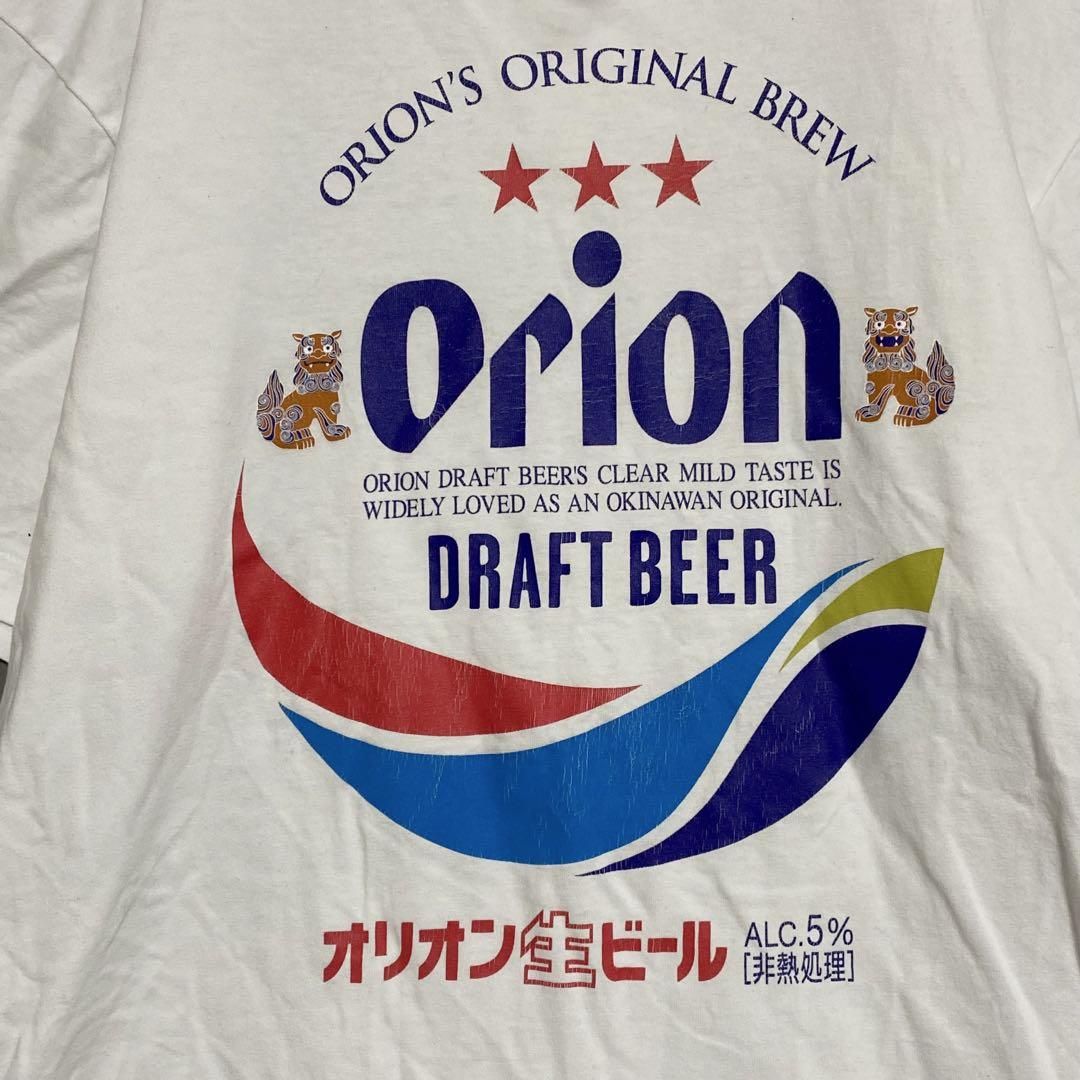 ORION'S ORIGINAL BREW
Orion
ORION DRAFT BEER'S CLEAR MILD TASTE IS
WIDELY LOVED AS AN OKINAWAN ORIGINAL.
DRAFT BEER
オリオン生ビール
ALC.5%
[非熱処理]